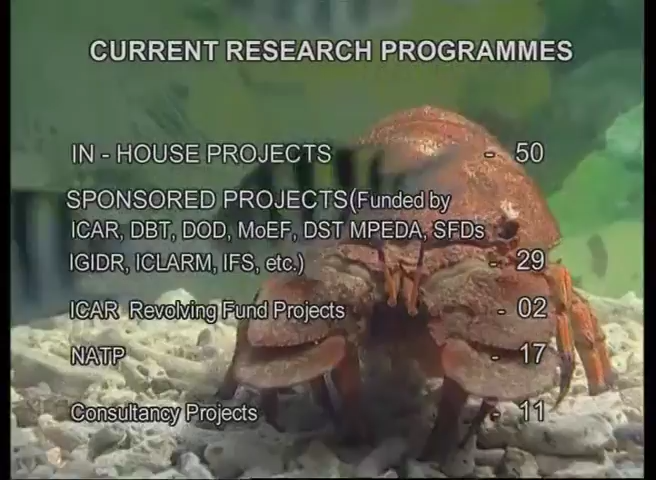 CURRENT RESEARCH PROGRAMMES
IN - HOUSE PROJECTS - 50
SPONSORED PROJECTS(Funded by
ICAR, DBT, DOD, MoEF, DST MPEDA, SFDs
IGIDR, ICLARM, IFS, etc.) - 29
ICAR Revolving Fund Projects - 02
NATP - 17
Consultancy Projects - 11